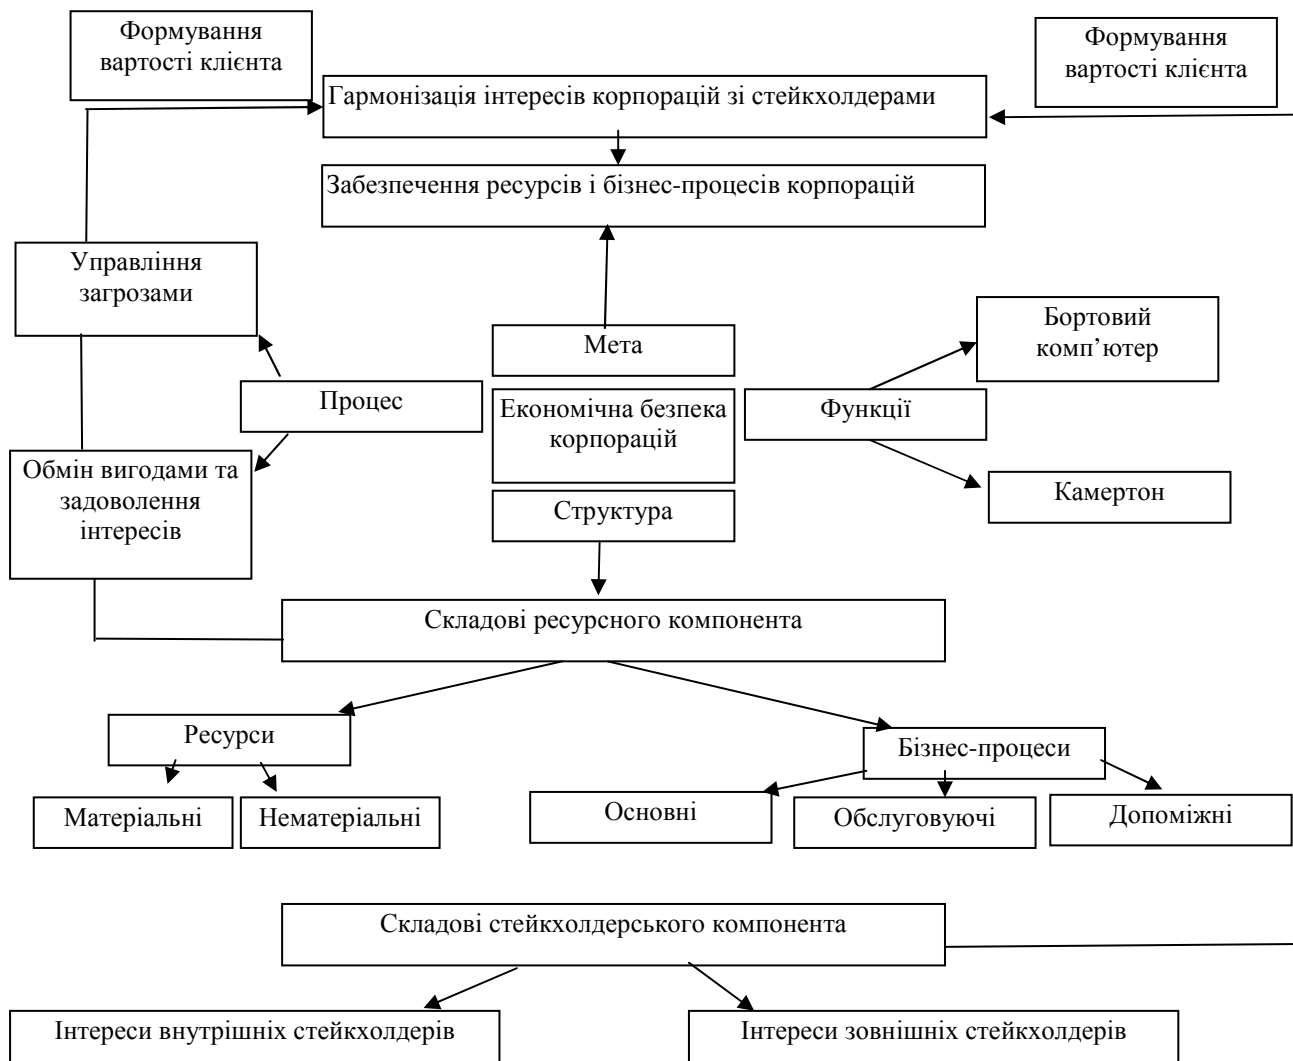 Формування
вартості клієнта
Формування
вартості клієнта
Гармонізація інтересів корпорацій зі стейкхолдерами
Забезпечення ресурсів і бізнес-процесів корпорацій
Управління
загрозами
Бортовий
комп’ютер
Мета
Процес
Економічна безпека
корпорацій
Функції
Обмін вигодами та
задоволення
інтересів
Камертон
Структура
Складові ресурсного компонента
Ресурси
Бізнес-процеси
Матеріальні
Нематеріальні
Основні
Обслуговуючі
Допоміжні
Складові стейкхолдерського компонента
Інтереси внутрішніх стейкхолдерів
Інтереси зовнішніх стейкхолдерів